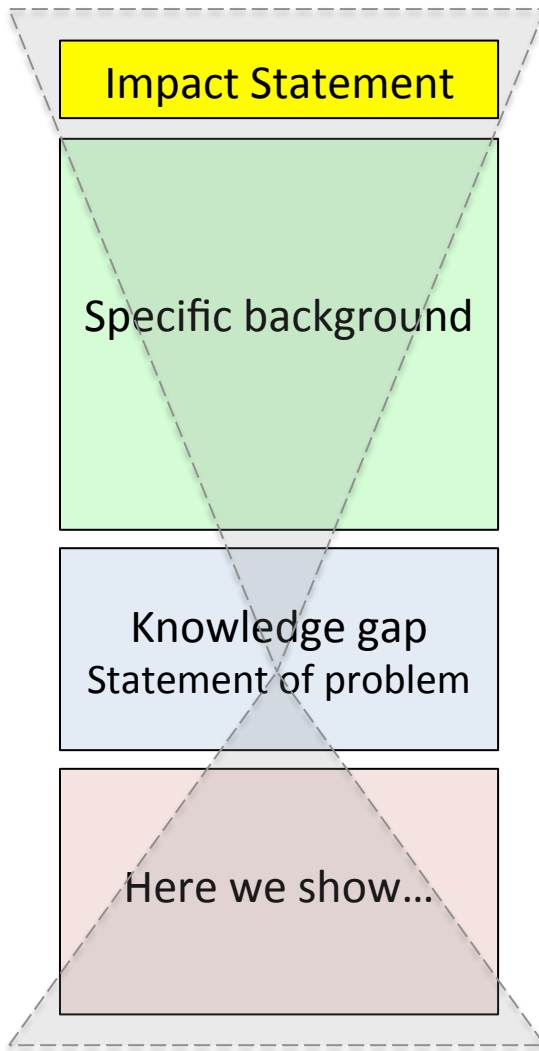 Impact Statement
Specific background
Knowledge gap
Statement of problem
Here we show…